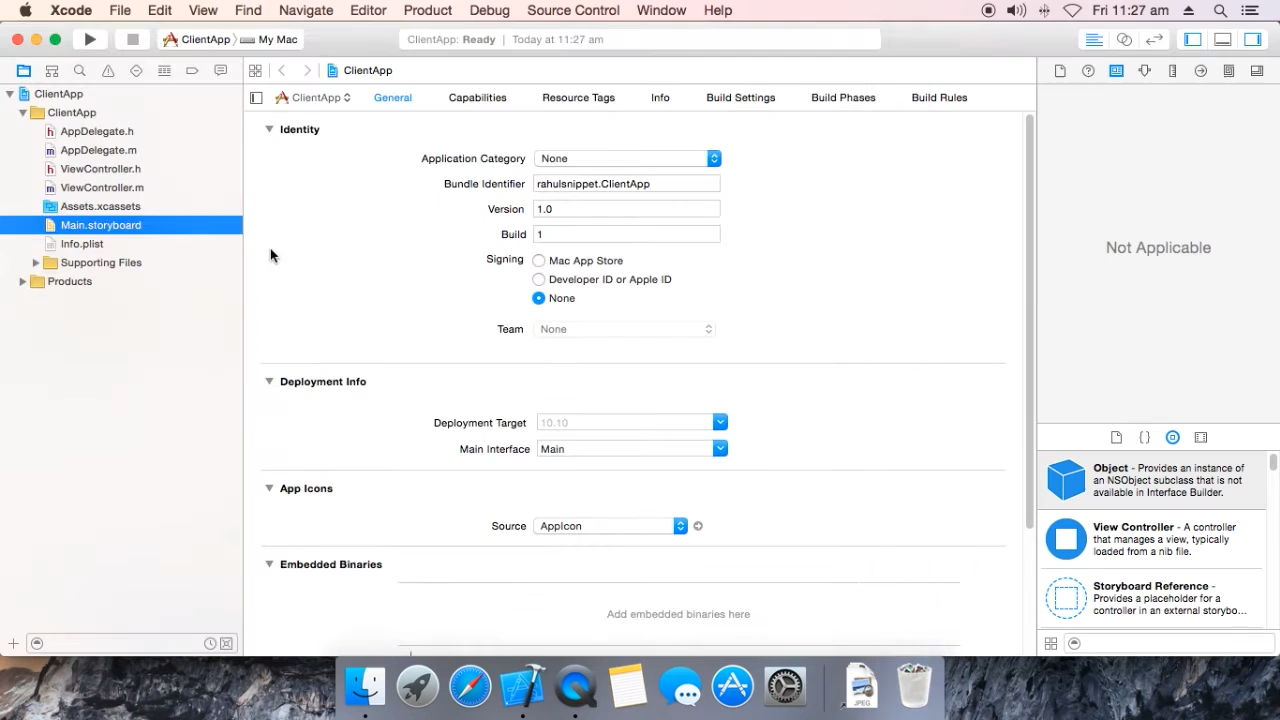 Xcode File Edit View Find Navigate Editor Product Debug Source Control Window Help Fri 11:27 am
ClientApp My Mac ClientApp: Ready Today at 11:27 am
ClientApp
ClientApp General Capabilities Resource Tags Info Build Settings Build Phases Build Rules
ClientApp
ClientApp
AppDelegate.h
AppDelegate.m
ViewController.h
ViewController.m
Assets.xcassets
Main.storyboard
Info.plist
Supporting Files
Products
Identity
Application Category None
Bundle Identifier rahulsnippet.ClientApp
Version 1.0
Build 1
Signing Mac App Store
Developer ID or Apple ID
None
Team None
Deployment Info
Deployment Target 10.10
Main Interface Main
App Icons
Source AppIcon
Embedded Binaries
Add embedded binaries here
Not Applicable
Object - Provides an instance of
an NSObject subclass that is not
available in Interface Builder.
View Controller - A controller
that manages a view, typically
loaded from a nib file.
Storyboard Reference -
Provides a placeholder for a
controller in an external storybo...
JPEG